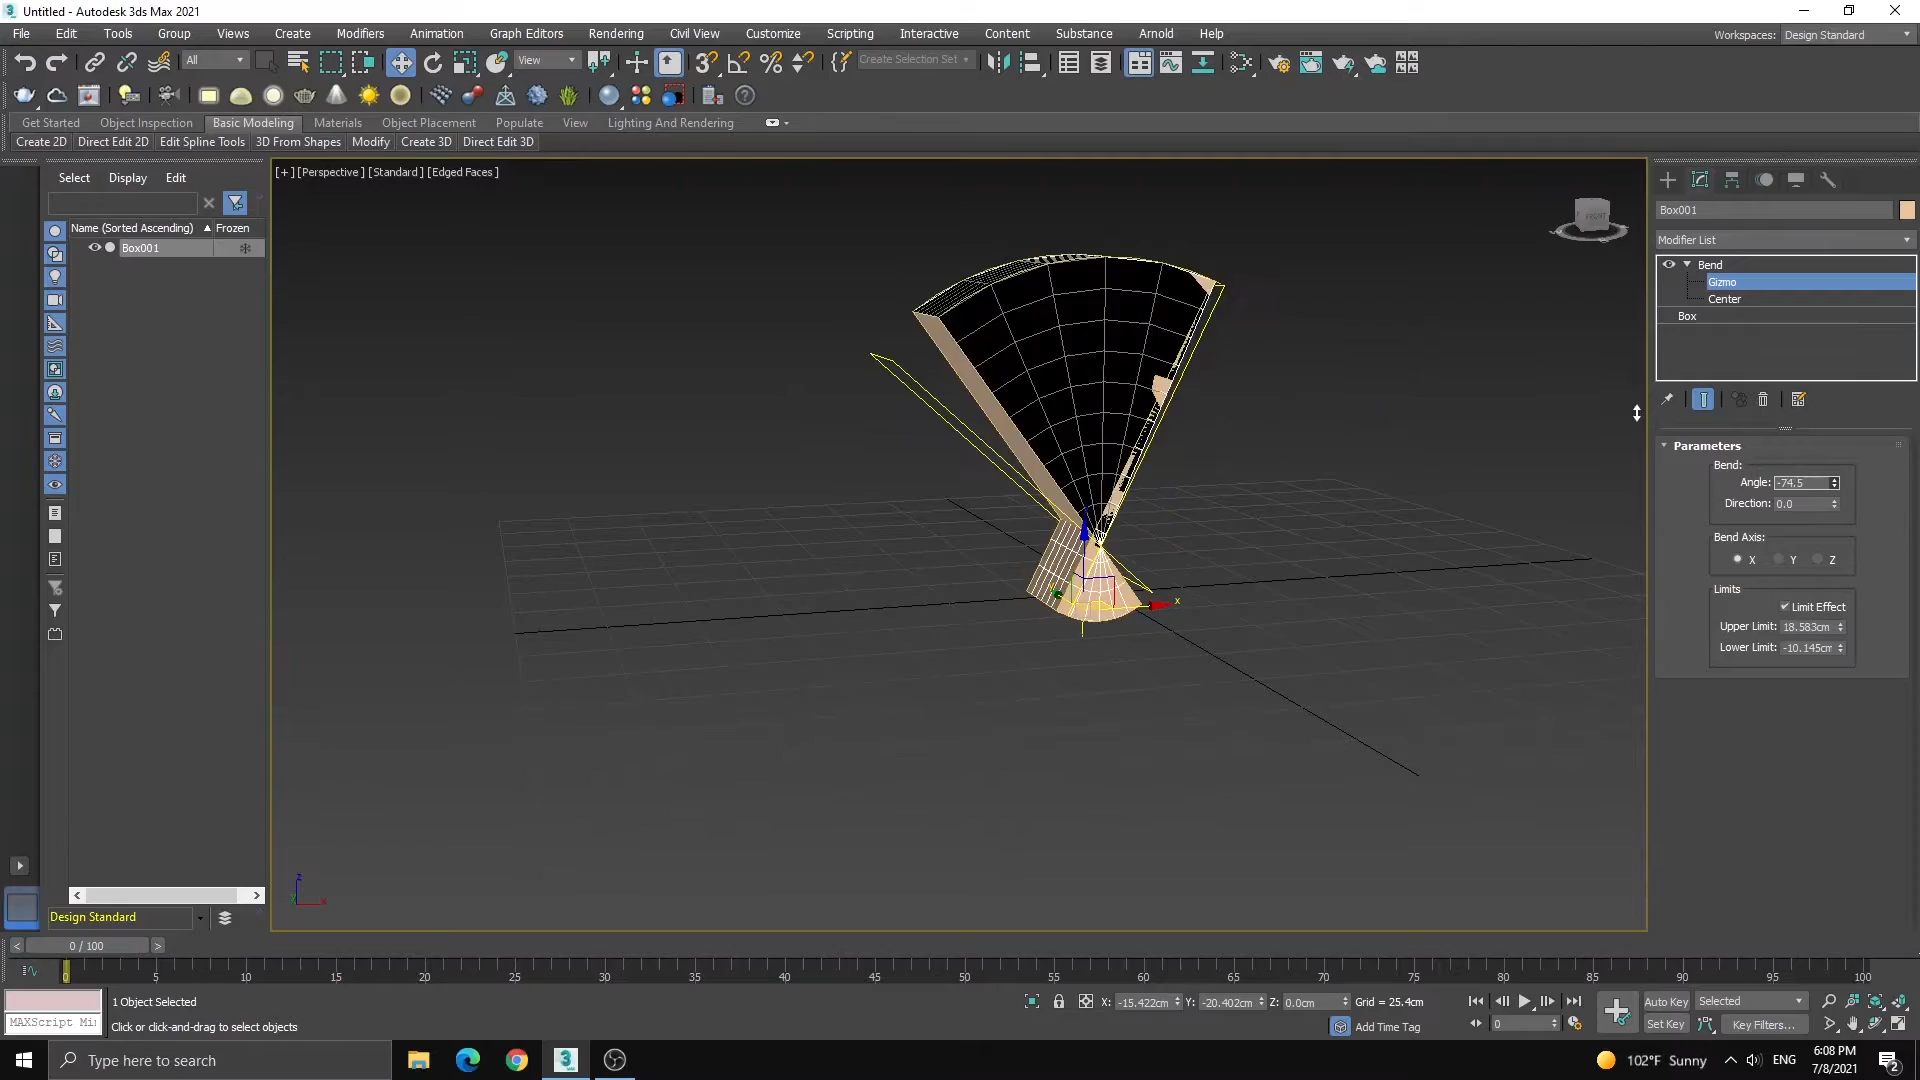 Untitled - Autodesk 3ds Max 2021
File Edit Tools Group Views Create Modifiers Animation Graph Editors Rendering Civil View Customize Scripting Interactive Content Substance Arnold Help
Workspaces: Design Standard
All View Create Selection Set
Get Started Object Inspection Basic Modeling Materials Object Placement Populate View Lighting And Rendering
Create 2D Direct Edit 2D Edit Spline Tools 3D From Shapes Modify Create 3D Direct Edit 3D
Select Display Edit
Name (Sorted Ascending) Frozen
Box001
[+] [Perspective] [Standard] [Edged Faces]
FRONT
x
z
x
Box001
Modifier List
Bend
Gizmo
Center
Box
Parameters
Bend:
Angle: -74.5
Direction: 0.0
Bend Axis:
X Y Z
Limits
Limit Effect
Upper Limit: 18.583cm
Lower Limit: -10.145cm
Design Standard
0 / 100
0 5 10 15 20 25 30 35 40 45 50 55 60 65 70 75 80 85 90 95 100
1 Object Selected
MAXScript Mi
Click or click-and-drag to select objects
X: -15.422cm Y: -20.402cm Z: 0.0cm Grid = 25.4cm
Add Time Tag
0
Auto Key Selected
Set Key Key Filters...
Type here to search
102°F Sunny
ENG
6:08 PM
7/8/2021
2